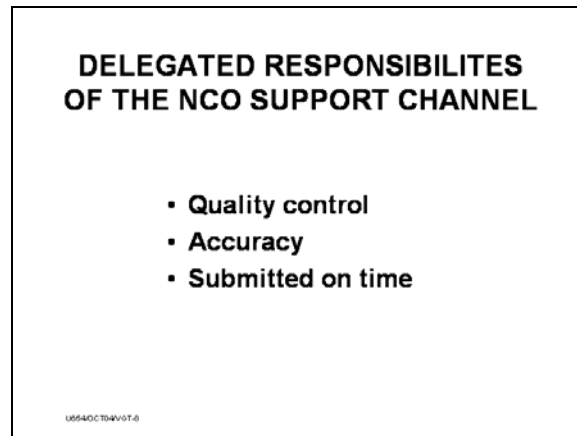 DELEGATED RESPONSIBILITES
OF THE NCO SUPPORT CHANNEL
• Quality control
• Accuracy
• Submitted on time